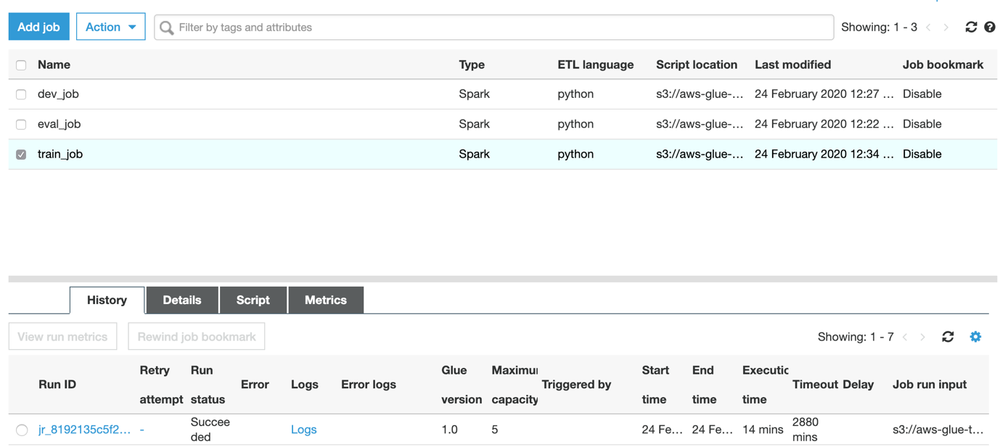 Add job Action Filter by tags and attributes Showing: 1 - 3
Name Type ETL language Script location Last modified Job bookmark
dev_job Spark python s3://aws-glue-... 24 February 2020 12:27 ... Disable
eval_job Spark python s3://aws-glue-... 24 February 2020 12:22 ... Disable
train_job Spark python s3://aws-glue-... 24 February 2020 12:34 ... Disable
History Details Script Metrics
View run metrics Rewind job bookmark Showing: 1 - 7
Run ID Retry attempt Run status Error Logs Error logs Glue version Maximu capacity Triggered by Start time End time Executic time Timeout Delay Job run input
jr_8192135c5f2... - Succee ded Logs 1.0 5 24 Fe... 24 Fe... 14 mins 2880 mins s3://aws-glue-t...